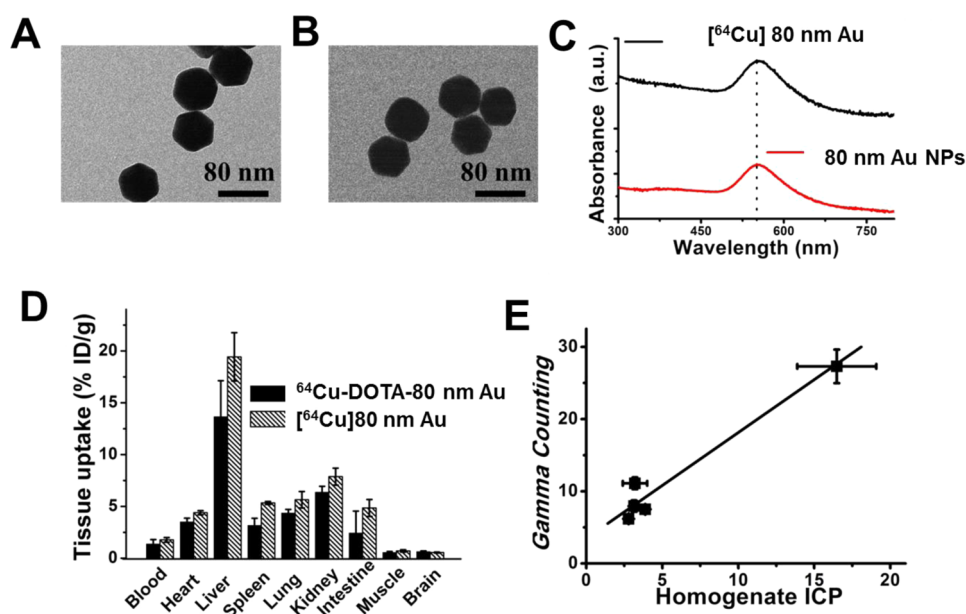 A
80 nm
B
80 nm
C
[⁶⁴Cu] 80 nm Au
80 nm Au NPs
Absorbance (a.u.)
300 450 600 750
Wavelength (nm)
D
Tissue uptake (% ID/g)
20
15
10
5
0
⁶⁴Cu-DOTA-80 nm Au
[⁶⁴Cu]80 nm Au
Blood Heart Liver Spleen Lung Kidney Intestine Muscle Brain
E
Gamma Counting
30
20
10
0
0 5 10 15 20
Homogenate ICP